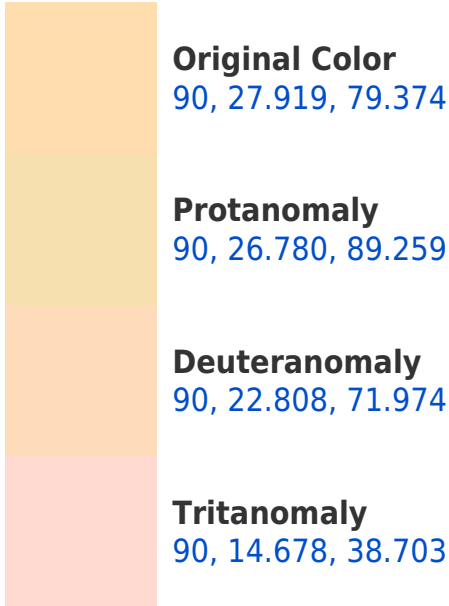 Original Color
90, 27.919, 79.374
Protanomaly
90, 26.780, 89.259
Deuteranomaly
90, 22.808, 71.974
Tritanomaly
90, 14.678, 38.703